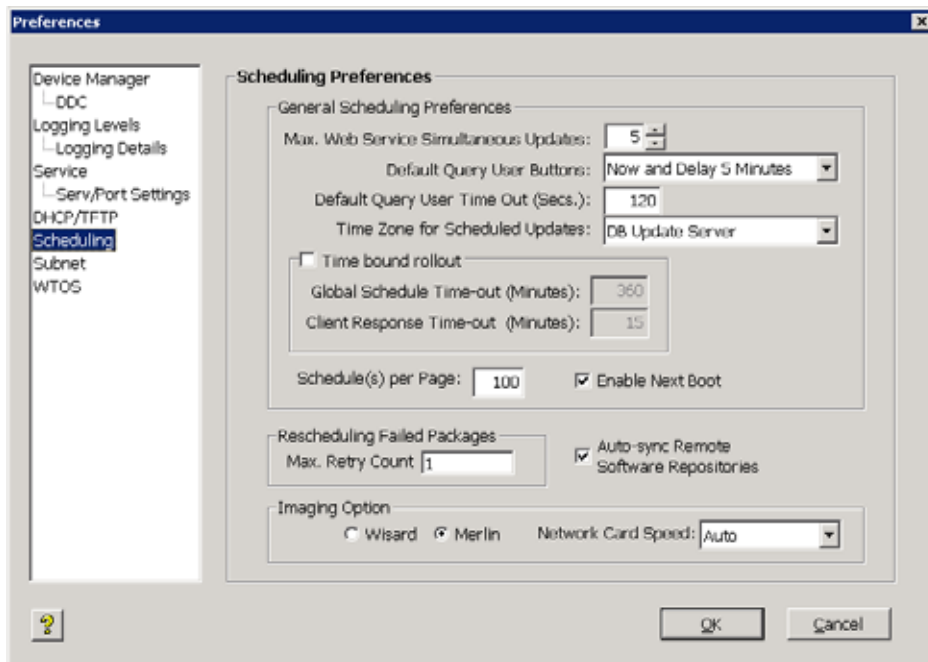 Preferences
Device Manager
DDC
Logging Levels
Logging Details
Service
Serv/Port Settings
DHCP/TFTP
Scheduling
Subnet
WTOS
Scheduling Preferences
General Scheduling Preferences
Max. Web Service Simultaneous Updates: 5
Default Query User Buttons: Now and Delay 5 Minutes
Default Query User Time Out (Secs.): 120
Time Zone for Scheduled Updates: DB Update Server
Time bound rollout
Global Schedule Time-out (Minutes): 360
Client Response Time-out (Minutes): 15
Schedule(s) per Page: 100 Enable Next Boot
Rescheduling Failed Packages
Max. Retry Count 1
Auto-sync Remote
Software Repositories
Imaging Option
Wisard Merlin Network Card Speed: Auto
? OK Cancel